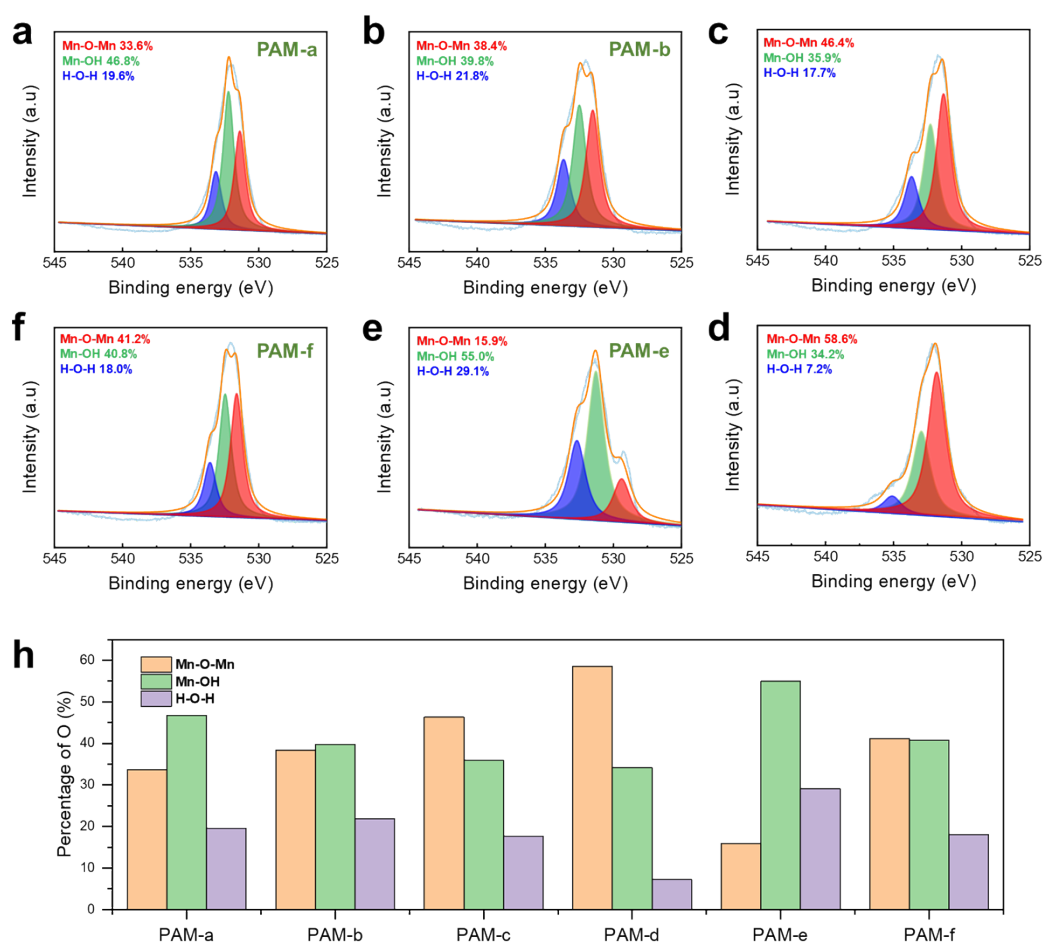 a
Mn-O-Mn 33.6%
Mn-OH 46.8%
H-O-H 19.6%
PAM-a
Intensity (a.u)
545 540 535 530 525
Binding energy (eV)
b
Mn-O-Mn 38.4%
Mn-OH 39.8%
H-O-H 21.8%
PAM-b
Intensity (a.u)
545 540 535 530 525
Binding energy (eV)
c
Mn-O-Mn 46.4%
Mn-OH 35.9%
H-O-H 17.7%
Intensity (a.u)
545 540 535 530 525
Binding energy (eV)
f
Mn-O-Mn 41.2%
Mn-OH 40.8%
H-O-H 18.0%
PAM-f
Intensity (a.u)
545 540 535 530 525
Binding energy (eV)
e
Mn-O-Mn 15.9%
Mn-OH 55.0%
H-O-H 29.1%
PAM-e
Intensity (a.u)
545 540 535 530 525
Binding energy (eV)
d
Mn-O-Mn 58.6%
Mn-OH 34.2%
H-O-H 7.2%
Intensity (a.u)
545 540 535 530 525
Binding energy (eV)
h
Mn-O-Mn
Mn-OH
H-O-H
Percentage of O (%)
60
50
40
30
20
10
0
PAM-a PAM-b PAM-c PAM-d PAM-e PAM-f